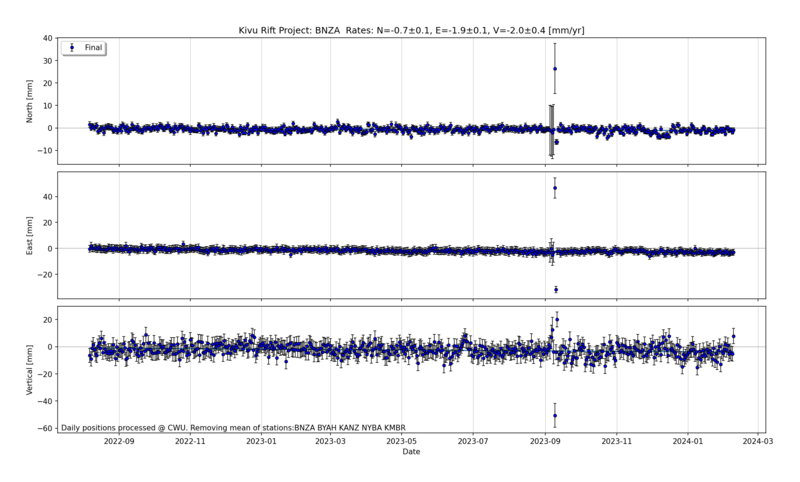 Kivu Rift Project: BNZA  Rates: N=-0.7±0.1, E=-1.9±0.1, V=-2.0±0.4 [mm/yr]
Final
North [mm]
40
30
20
10
0
−10
East [mm]
40
20
0
−20
Vertical [mm]
20
0
−20
−40
−60
Daily positions processed @ CWU. Removing mean of stations:BNZA BYAH KANZ NYBA KMBR
2022-09 2022-11 2023-01 2023-03 2023-05 2023-07 2023-09 2023-11 2024-01 2024-03
Date